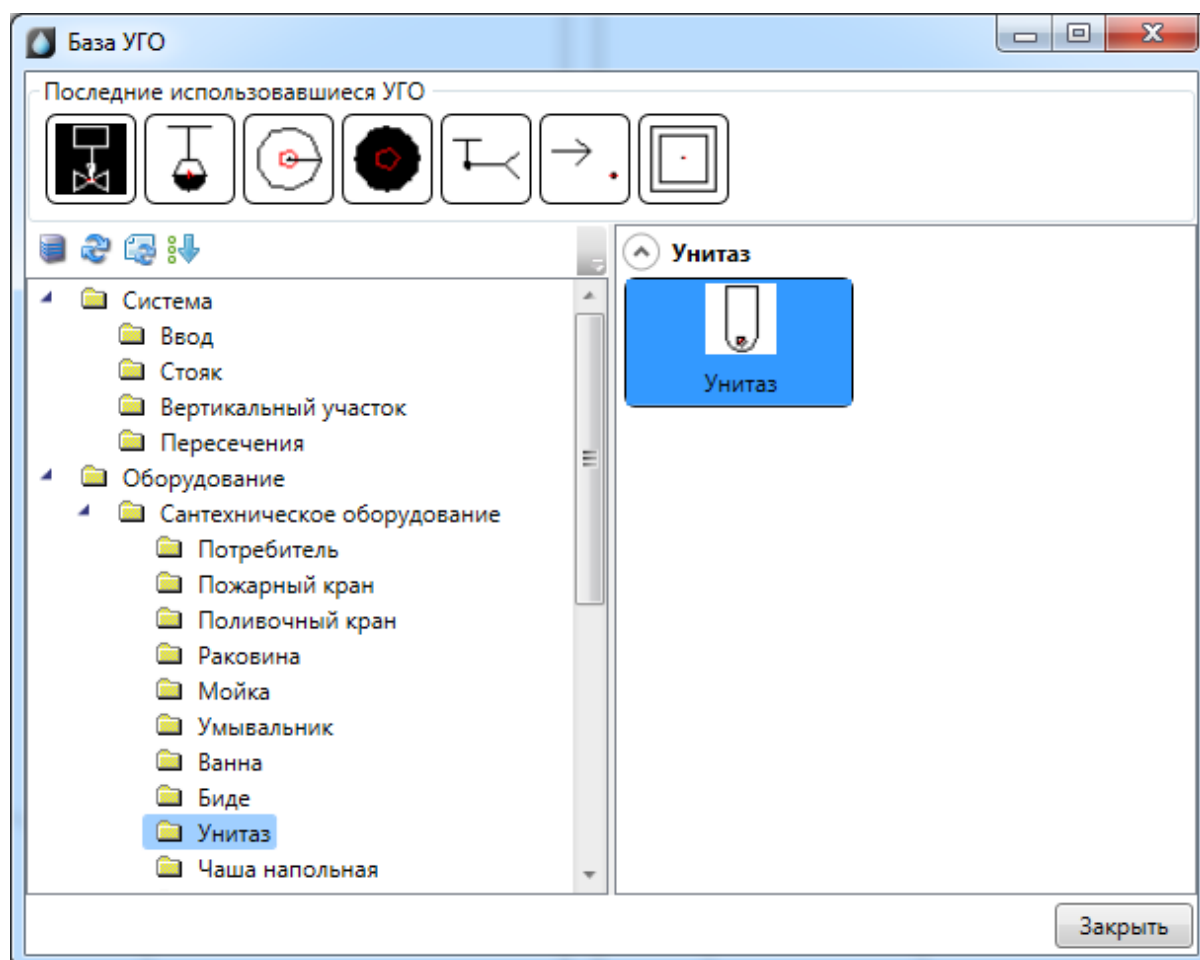 База УГО
Последние использовавшиеся УГО
Система
Ввод
Стояк
Вертикальный участок
Пересечения
Оборудование
Сантехническое оборудование
Потребитель
Пожарный кран
Поливочный кран
Раковина
Мойка
Умывальник
Ванна
Биде
Унитаз
Чаша напольная
Унитаз
Унитаз
Закрыть